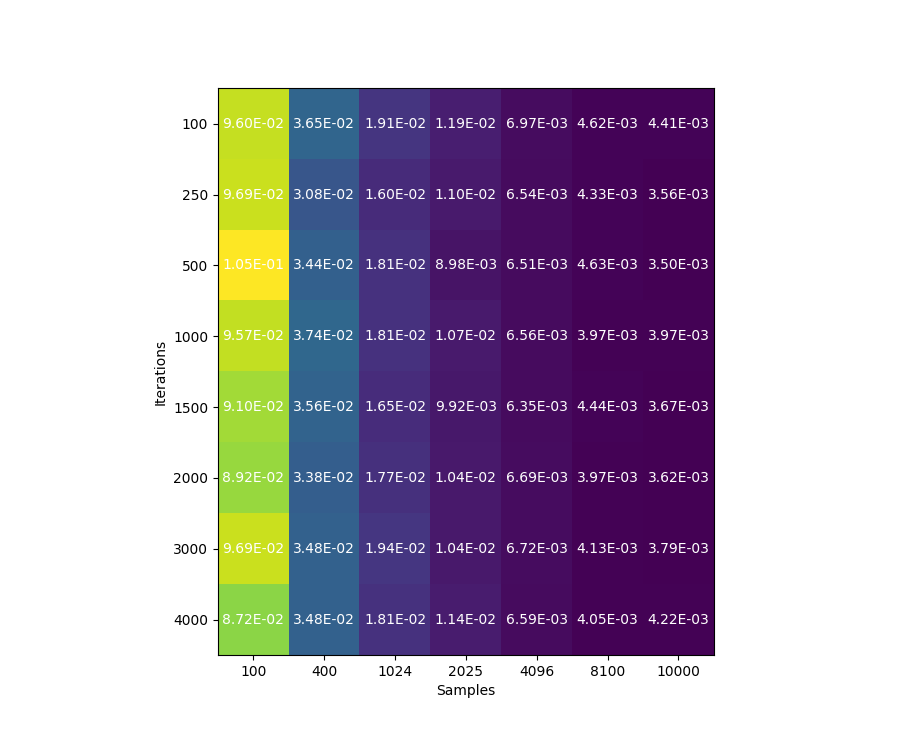 100 9.60E-02 3.65E-02 1.91E-02 1.19E-02 6.97E-03 4.62E-03 4.41E-03
250 9.69E-02 3.08E-02 1.60E-02 1.10E-02 6.54E-03 4.33E-03 3.56E-03
500 1.05E-01 3.44E-02 1.81E-02 8.98E-03 6.51E-03 4.63E-03 3.50E-03
1000 9.57E-02 3.74E-02 1.81E-02 1.07E-02 6.56E-03 3.97E-03 3.97E-03
Iterations
1500 9.10E-02 3.56E-02 1.65E-02 9.92E-03 6.35E-03 4.44E-03 3.67E-03
2000 8.92E-02 3.38E-02 1.77E-02 1.04E-02 6.69E-03 3.97E-03 3.62E-03
3000 9.69E-02 3.48E-02 1.94E-02 1.04E-02 6.72E-03 4.13E-03 3.79E-03
4000 8.72E-02 3.48E-02 1.81E-02 1.14E-02 6.59E-03 4.05E-03 4.22E-03
100 400 1024 2025 4096 8100 10000
Samples